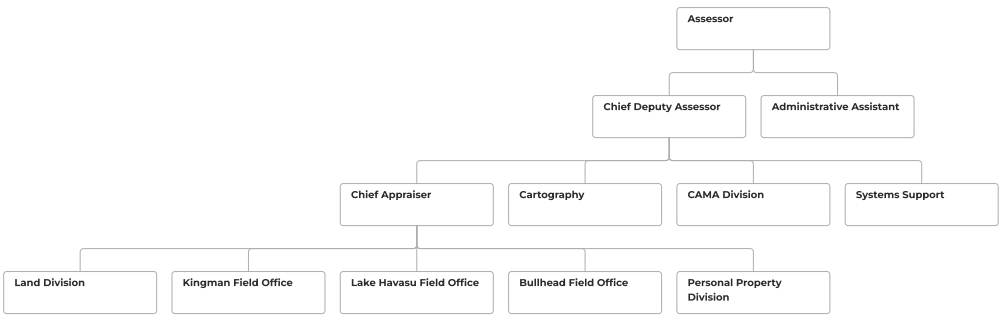 Assessor
Chief Deputy Assessor
Administrative Assistant
Chief Appraiser
Cartography
CAMA Division
Systems Support
Land Division
Kingman Field Office
Lake Havasu Field Office
Bullhead Field Office
Personal Property
Division